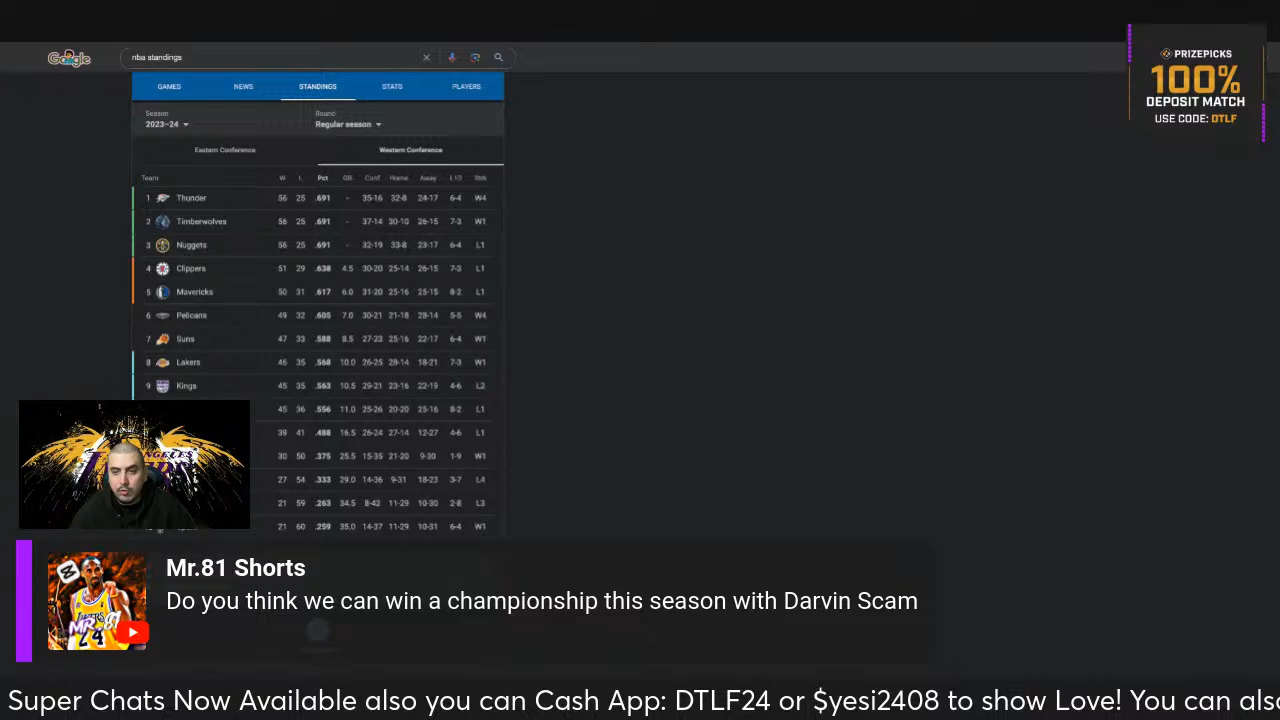 PRIZEPICKS
100%
DEPOSIT MATCH
USE CODE: DTLF
Google
nba standings
GAMES NEWS STANDINGS STATS PLAYERS
Season Round
2023–24 Regular season
Eastern Conference Western Conference
Team W L Pct GB Conf Home Away L10 Strk
1 Thunder 56 25 .691 - 35-16 32-8 24-17 6-4 W4
2 Timberwolves 56 25 .691 - 37-14 30-10 26-15 7-3 W1
3 Nuggets 56 25 .691 - 32-19 33-8 23-17 6-4 L1
4 Clippers 51 29 .638 4.5 30-20 25-14 26-15 7-3 L1
5 Mavericks 50 31 .617 6.0 31-20 25-16 25-15 8-2 L1
6 Pelicans 49 32 .605 7.0 30-21 21-18 28-14 5-5 W4
7 Suns 47 33 .588 8.5 27-23 25-16 22-17 6-4 W1
8 Lakers 46 35 .568 10.0 26-25 28-14 18-21 7-3 W1
9 Kings 45 35 .563 10.5 29-21 23-16 22-19 4-6 L2
45 36 .556 11.0 25-26 20-20 25-16 8-2 L1
39 41 .488 16.5 26-24 27-14 12-27 4-6 L1
30 50 .375 25.5 15-35 21-20 9-30 1-9 W1
27 54 .333 29.0 14-36 9-31 18-23 3-7 L4
21 59 .263 34.5 8-42 11-29 10-30 2-8 L3
21 60 .259 35.0 14-37 11-29 10-31 6-4 W1
Mr.81 Shorts
Do you think we can win a championship this season with Darvin Scam
Super Chats Now Available also you can Cash App: DTLF24 or $yesi2408 to show Love! You can also